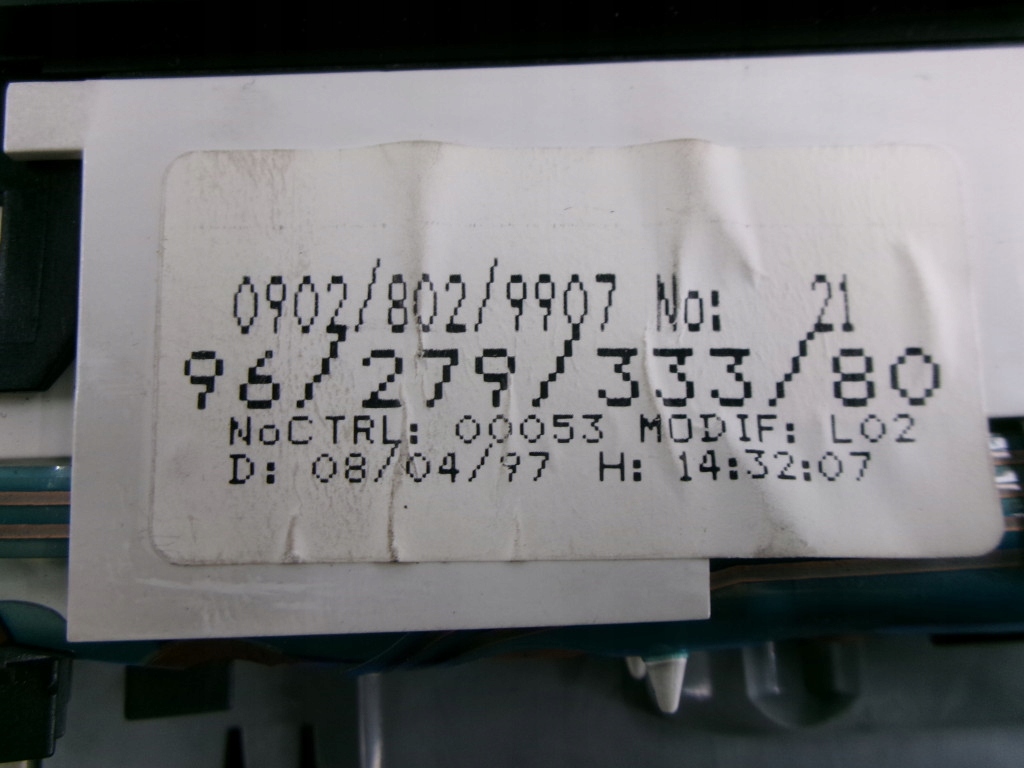 0902/802/9907 No: 21
96/279/333/80
NoCTRL: 00053 MODIF: L02
D: 08/04/97 H: 14:32:07